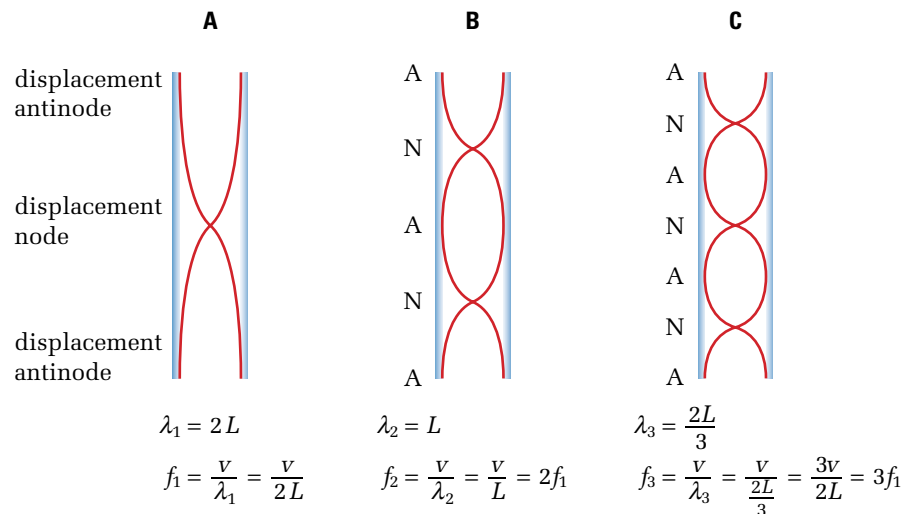 A B C
displacement
antinode
displacement
node
displacement
antinode
A
N
A
N
A
A
N
A
N
A
N
A
λ₁ = 2L
f₁ = v/λ₁ = v/2L
λ₂ = L
f₂ = v/λ₂ = v/L = 2f₁
λ₃ = 2L/3
f₃ = v/λ₃ = v/(2L/3) = 3v/2L = 3f₁